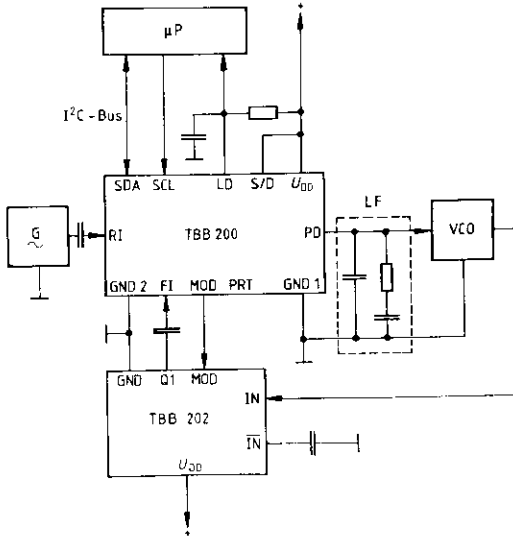 μP
+
I²C-Bus
SDA SCL LD S/D U_DD
G
~
RI
TBB 200
PD
LF
VCO
GND 2 FI MOD PRT GND 1
GND Q1 MOD
IN
TBB 202
IN
U_DD
+